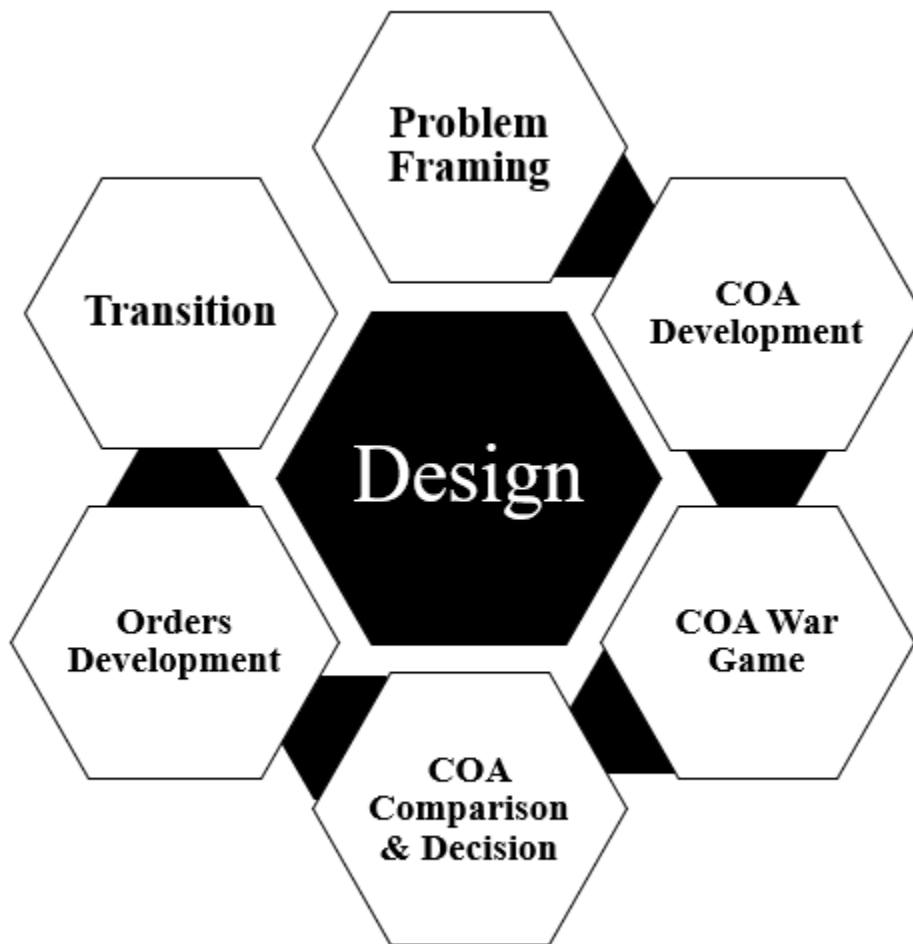 Problem
Framing
COA
Development
COA War
Game
COA
Comparison
& Decision
Orders
Development
Transition
Design